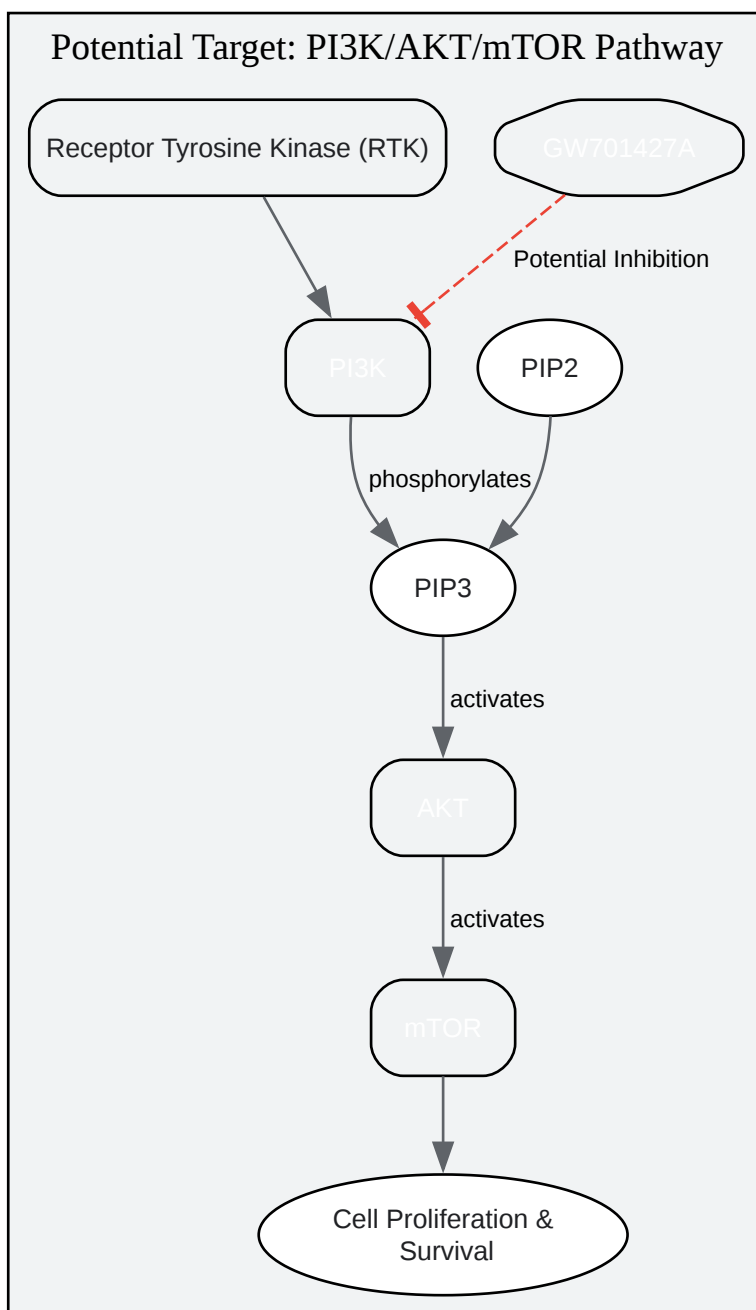 Potential Target: PI3K/AKT/mTOR Pathway
Receptor Tyrosine Kinase (RTK)
GW701427A
Potential Inhibition
PI3K
PIP2
phosphorylates
PIP3
activates
AKT
activates
mTOR
Cell Proliferation &
Survival